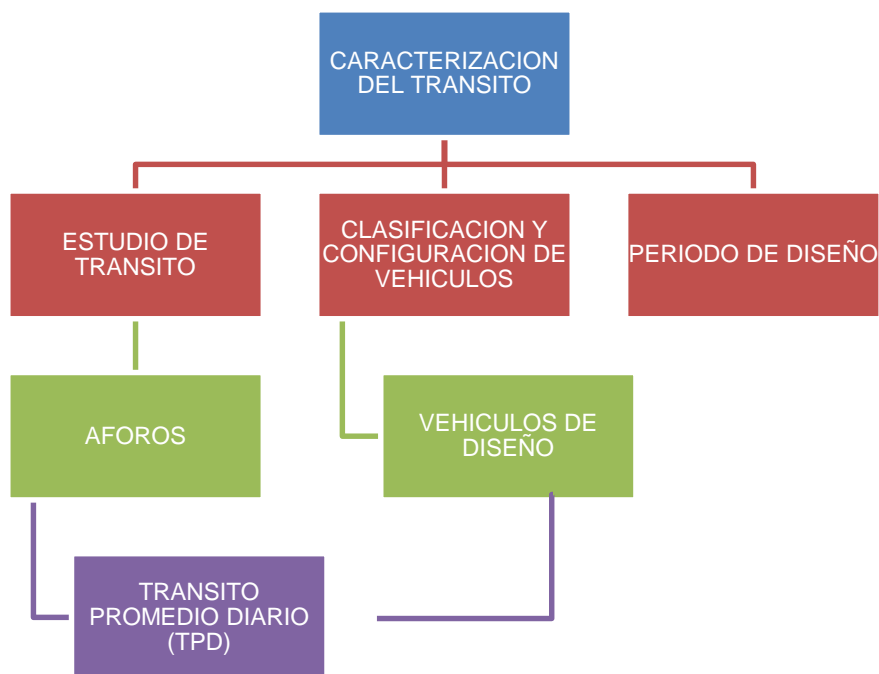 CARACTERIZACION
DEL TRANSITO
ESTUDIO DE
TRANSITO
CLASIFICACION Y
CONFIGURACION DE
VEHICULOS
PERIODO DE DISEÑO
AFOROS
VEHICULOS DE
DISEÑO
TRANSITO
PROMEDIO DIARIO
(TPD)